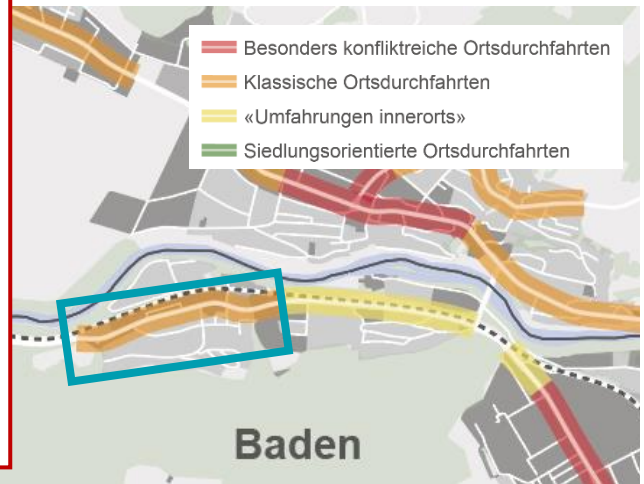 Besonders konfliktreiche Ortsdurchfahrten
Klassische Ortsdurchfahrten
«Umfahrungen innerorts»
Siedlungsorientierte Ortsdurchfahrten
Baden